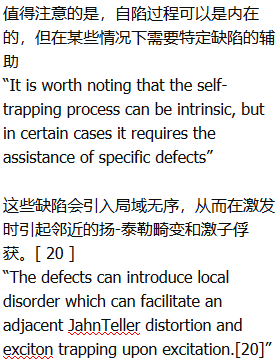 值得注意的是，自陷过程可以是内在
的，但在某些情况下需要特定缺陷的辅
助
“It is worth noting that the self-
trapping process can be intrinsic, but
in certain cases it requires the
assistance of specific defects”
这些缺陷会引入局域无序，从而在激发
时引起邻近的扬-泰勒畸变和激子俘
获。[ 20 ]
“The defects can introduce local
disorder which can facilitate an
adjacent JahnTeller distortion and
exciton trapping upon excitation.[20]”